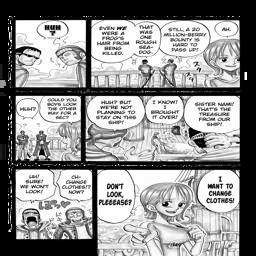 HUH
?
EVEN WE
WERE A
FROG'S
HAIR FROM
BEING
KILLED.
THAT
WAS ONE
ROUGH
SEA-
DOG.
STILL, A 20
MILLION-BERRY
BOUNTY IS
HARD TO
PASS UP!
AH.
HUH?
COULD YOU
BOYS LOOK
THE OTHER
WAY FOR A
SEC?
HUH? BUT
WE'RE NOT
PLANNING TO
STAY ON THIS
SHIP!
I KNOW!
I
BROUGHT
IT OVER!
SISTER NAMI!
THAT'S THE
TREASURE
FROM OUR
SHIP!
UH!
SURE!
WE WON'T
LOOK!
CH-
CHANGE
CLOTHES!?
NOW?
DON'T
LOOK,
PLEEEASE?
I WANT
TO
CHANGE
CLOTHES!